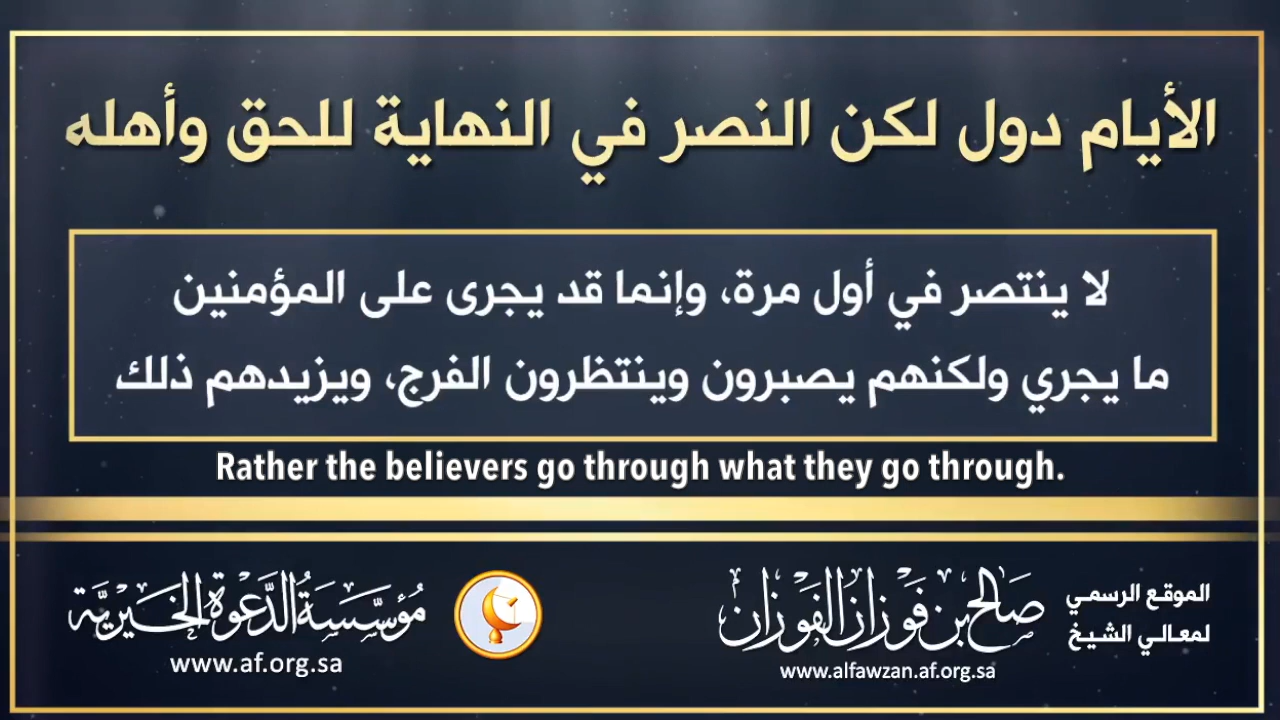 الأيام دول لكن النصر في النهاية للحق وأهله
لا ينتصر في أول مرة، وإنما قد يجرى على المؤمنين
ما يجري ولكنهم يصبرون وينتظرون الفرج، ويزيدهم ذلك
Rather the believers go through what they go through.
الموقع الرسمي
لمعالي الشيخ
صالح بن فوزان الفوزان
www.alfawzan.af.org.sa
مؤسسة الدعوة الخيرية
www.af.org.sa